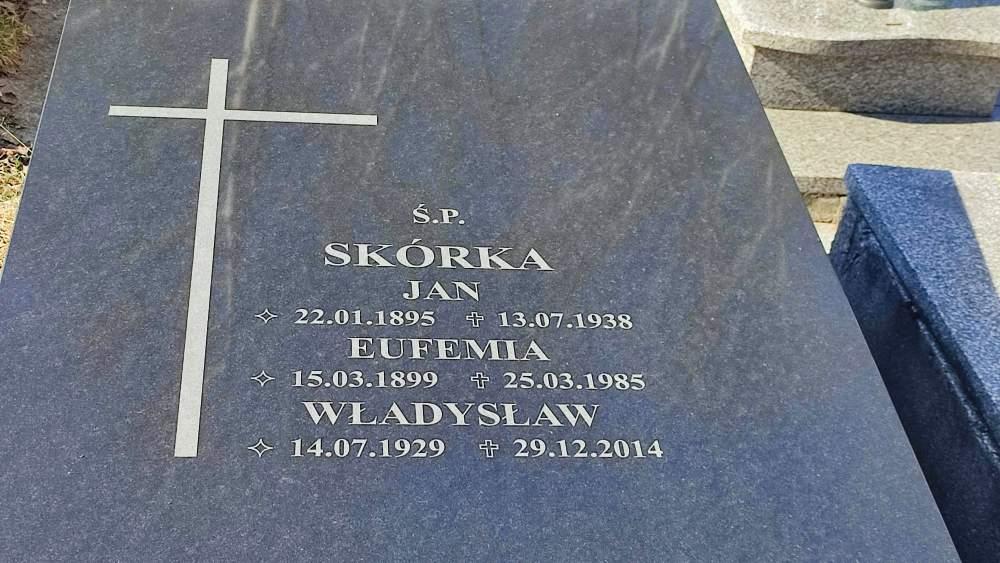 Ś.P.
SKÓRKA
JAN
✧ 22.01.1895 ✝ 13.07.1938
EUFEMIA
✧ 15.03.1899 ✝ 25.03.1985
WŁADYSŁAW
✧ 14.07.1929 ✝ 29.12.2014